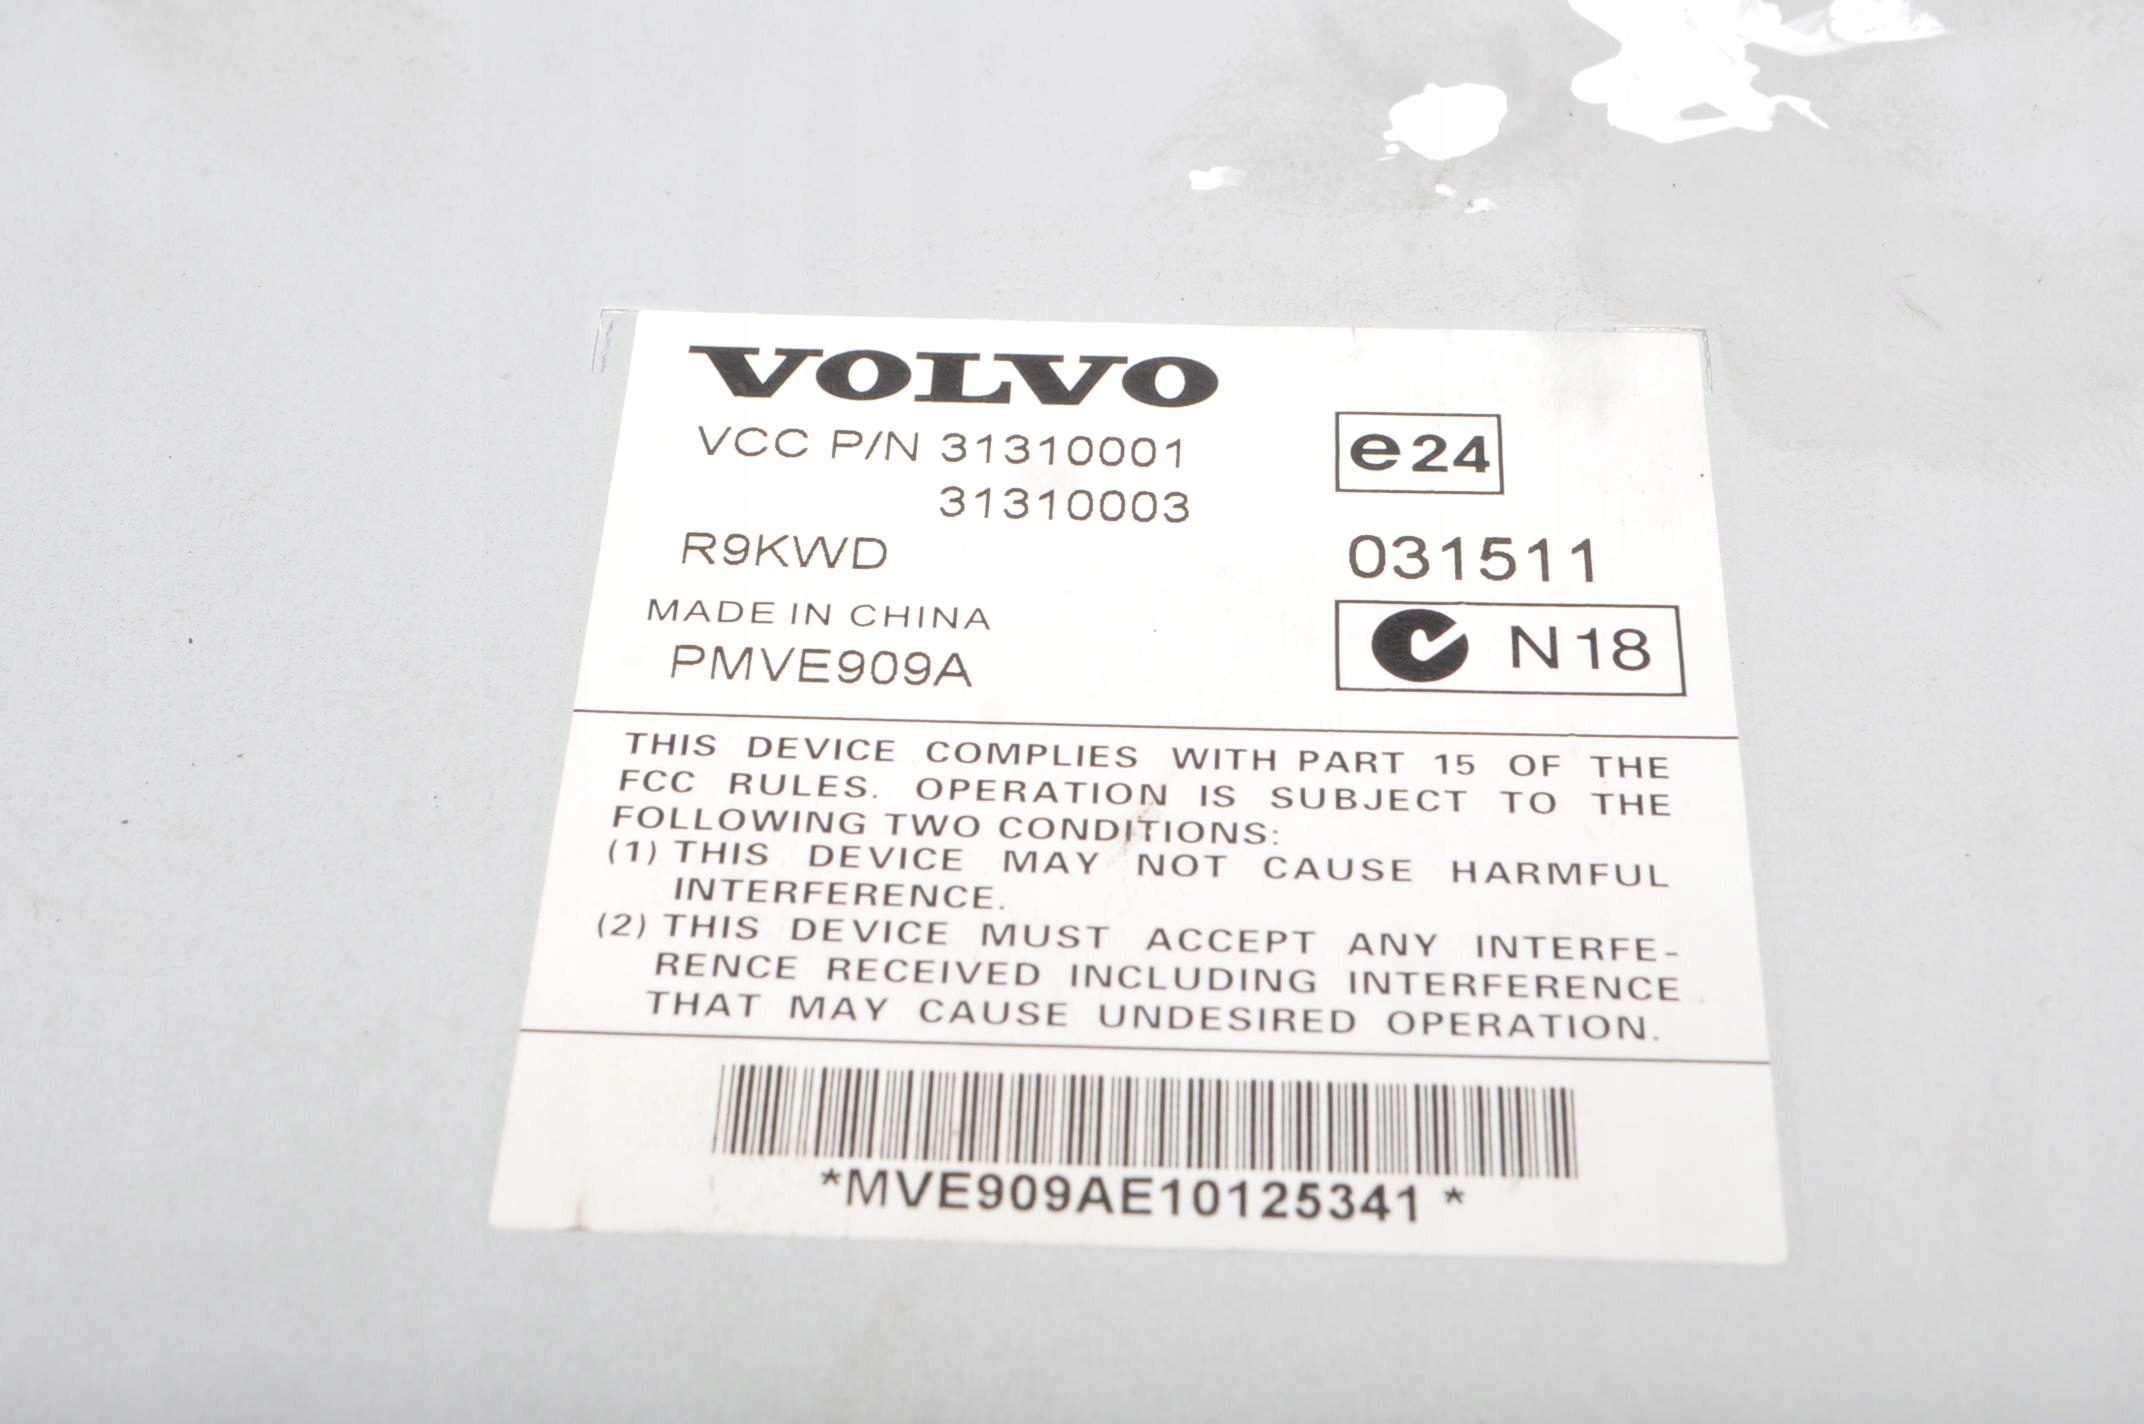 VOLVO
VCC P/N 31310001
31310003
e24
R9KWD
031511
MADE IN CHINA
N18
PMVE909A
THIS DEVICE COMPLIES WITH PART 15 OF THE
FCC RULES. OPERATION IS SUBJECT TO THE
FOLLOWING TWO CONDITIONS:
(1) THIS DEVICE MAY NOT CAUSE HARMFUL
INTERFERENCE.
(2) THIS DEVICE MUST ACCEPT ANY INTERFE-
RENCE RECEIVED INCLUDING INTERFERENCE
THAT MAY CAUSE UNDESIRED OPERATION.
*MVE909AE10125341 *